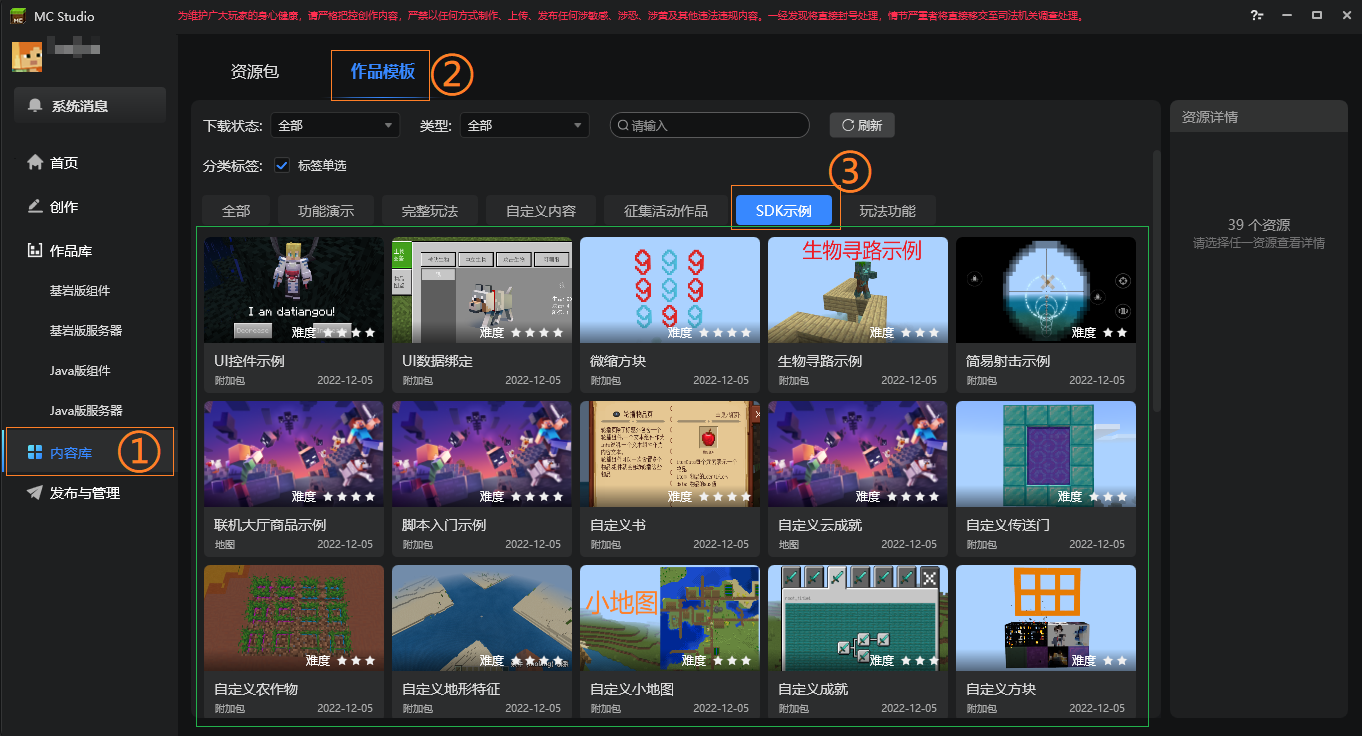 MC Studio
为维护广大玩家的身心健康，请严格把控创作内容，严禁以任何方式制作、上传、发布任何涉敏感、涉恐、涉黄及其他违法违规内容。一经发现将直接封号处理，情节严重者将直接移交至司法机关调查处理。
系统消息
首页
创作
作品库
基岩版组件
基岩版服务器
Java版组件
Java版服务器
内容库 ①
发布与管理
资源包 作品模板 ②
下载状态: 全部 类型: 全部 请输入 刷新
分类标签: 标签单选 ③
全部 功能演示 完整玩法 自定义内容 征集活动作品 SDK示例 玩法功能
生物寻路示例
I am datiangou!
难度 难度 难度 难度 难度
UI控件示例 UI数据绑定 微缩方块 生物寻路示例 简易射击示例
附加包 2022-12-05 附加包 2022-12-05 附加包 2022-12-05 附加包 2022-12-05 附加包 2022-12-05
难度 难度 难度 难度 难度
联机大厅商品示例 脚本入门示例 自定义书 自定义云成就 自定义传送门
地图 2022-12-05 附加包 2022-12-05 附加包 2022-12-05 地图 2022-12-05 附加包 2022-12-05
小地图
难度 难度 难度 难度 难度
自定义农作物 自定义地形特征 自定义小地图 自定义成就 自定义方块
附加包 2022-12-05 附加包 2022-12-05 附加包 2022-12-05 附加包 2022-12-05 附加包 2022-12-05
资源详情
39 个资源
请选择任一资源查看详情